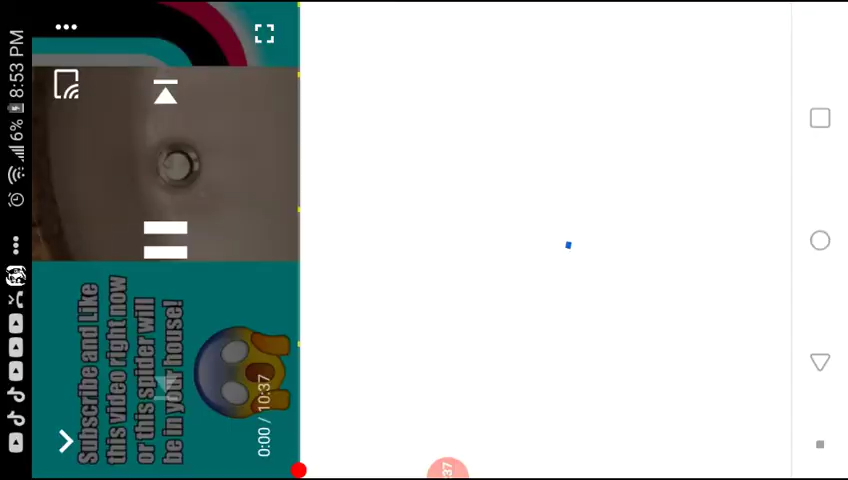 6% 8:53 PM
Subscribe and Like
this video right now
or this spider will
be in your house!
0:00 / 10:37
:37